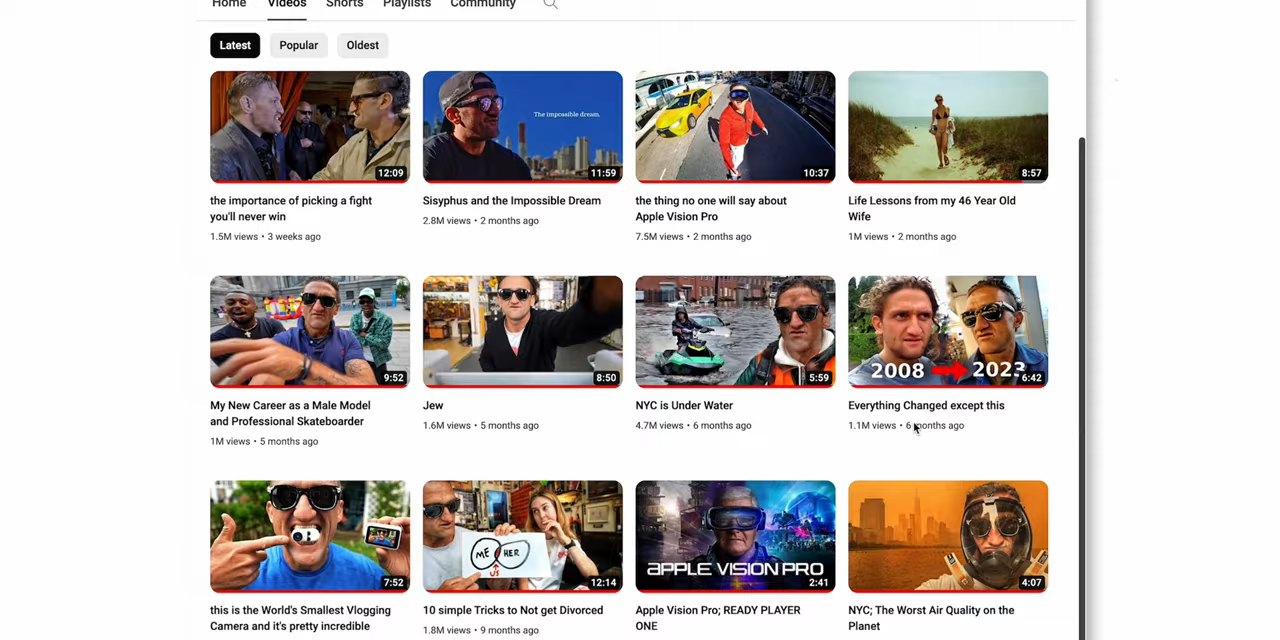 Home Videos Shorts Playlists Community
Latest Popular Oldest
12:09
The impossible dream.
11:59
10:37
8:57
the importance of picking a fight
you'll never win
1.5M views • 3 weeks ago
Sisyphus and the Impossible Dream
2.8M views • 2 months ago
the thing no one will say about
Apple Vision Pro
7.5M views • 2 months ago
Life Lessons from my 46 Year Old
Wife
1M views • 2 months ago
9:52
8:50
5:59
2008 2023
6:42
My New Career as a Male Model
and Professional Skateboarder
1M views • 5 months ago
Jew
1.6M views • 5 months ago
NYC is Under Water
4.7M views • 6 months ago
Everything Changed except this
1.1M views • 6 months ago
7:52
ME HER
US
12:14
APPLE VISION PRO
2:41
4:07
this is the World's Smallest Vlogging
Camera and it's pretty incredible
10 simple Tricks to Not get Divorced
1.8M views • 9 months ago
Apple Vision Pro; READY PLAYER
ONE
NYC; The Worst Air Quality on the
Planet